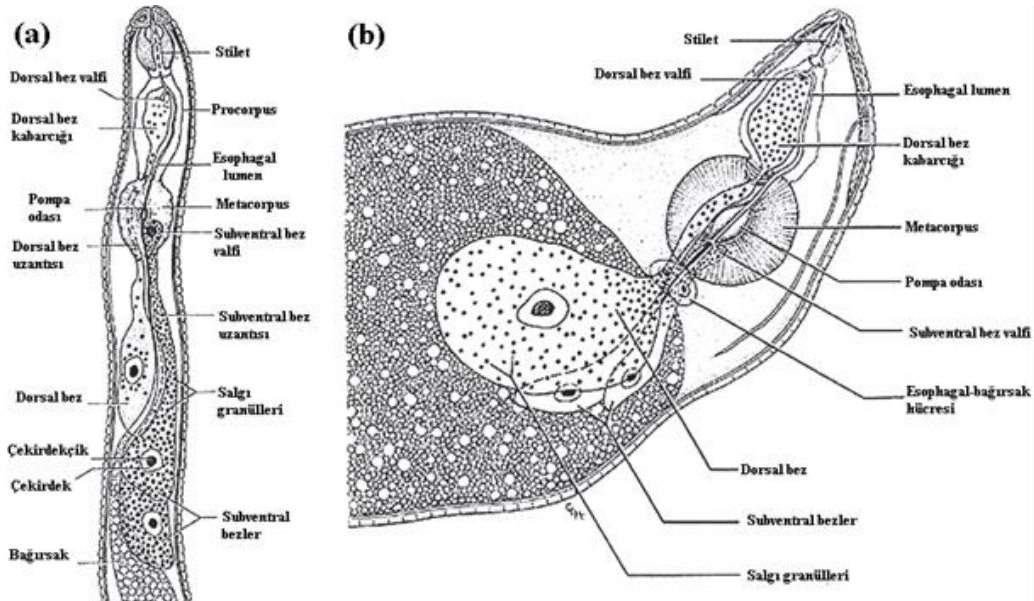 (a)
Stilet
Dorsal bez valfi
Procorpus
Dorsal bez
kabarcığı
Esophagal
lumen
Pompa
odası
Metacorpus
Dorsal bez
uzantısı
Subventral bez
valfi
Subventral bez
uzantısı
Dorsal bez
Salgı
granülleri
Çekirdekçik
Çekirdek
Subventral
bezler
Bağırsak
(b)
Stilet
Dorsal bez valfi
Esophagal lumen
Dorsal bez
kabarcığı
Metacorpus
Pompa odası
Subventral bez valfi
Esophagal-bağırsak
hücresi
Dorsal bez
Subventral bezler
Salgı granülleri